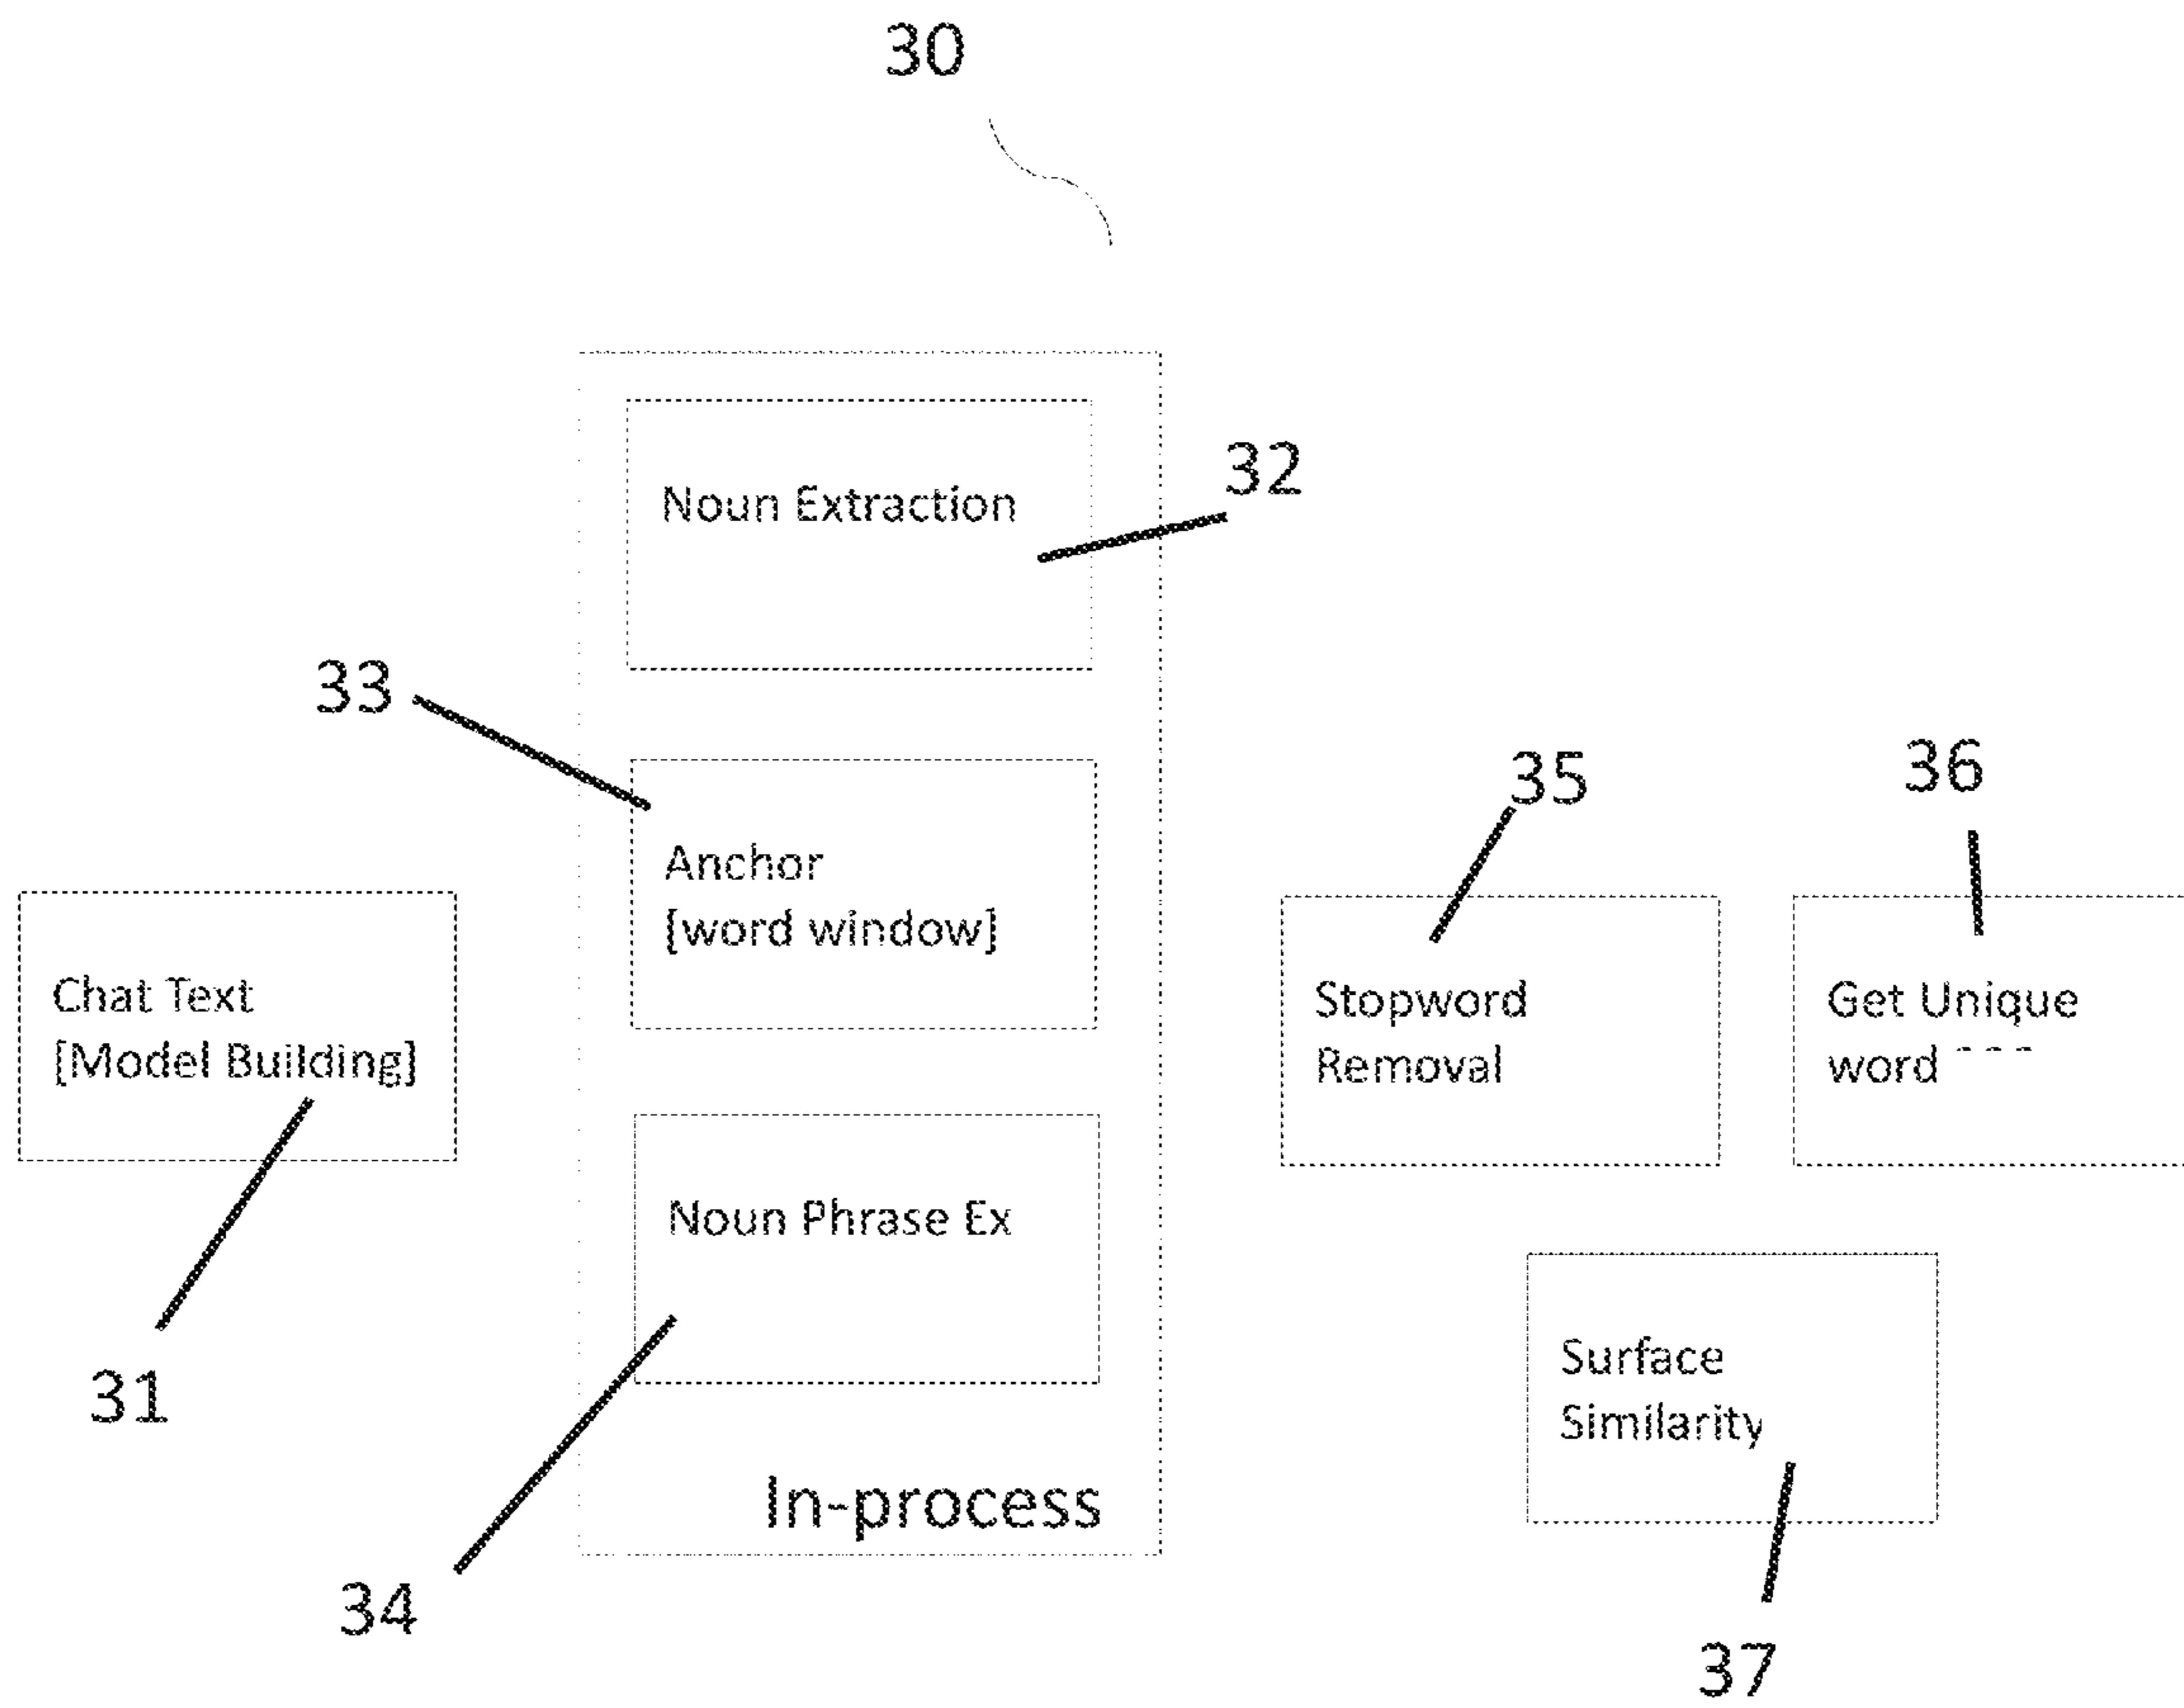 30
Noun Extraction
32
33
Anchor
[word window]
35
36
Chat Text
[Model Building]
Stopword
Removal
Get Unique
word
Noun Phrase Ex
Surface
Similarity
31
In-process
34
37